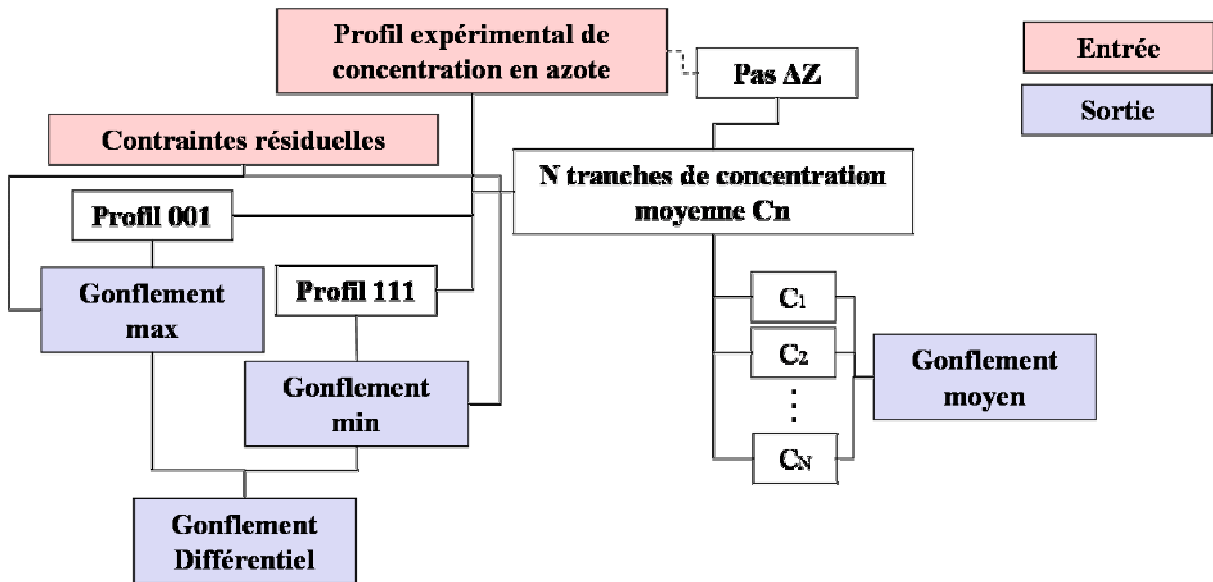 Profil expérimental de
concentration en azote
Pas ΔZ
Entrée
Sortie
Contraintes résiduelles
N tranches de concentration
moyenne Cn
Profil 001
Gonflement
max
Profil 111
Gonflement
min
C₁
C₂
⋮
C_N
Gonflement
moyen
Gonflement
Différentiel